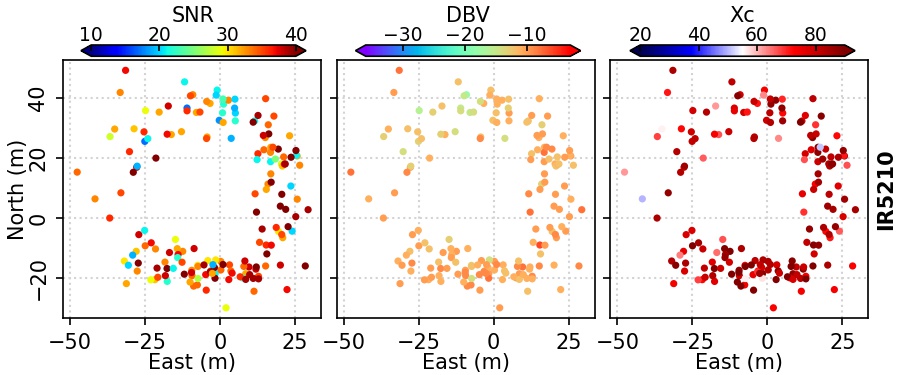 SNR DBV Xc
10 20 30 40 −30 −20 −10 20 40 60 80
North (m)
40
20
0
−20
−50 −25 0 25 −50 −25 0 25 −50 −25 0 25
East (m) East (m) East (m)
IR5210